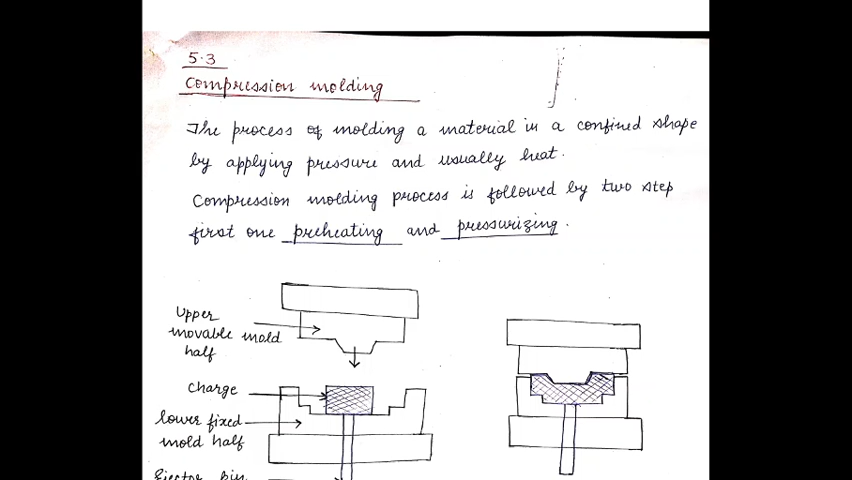 5.3
Compression molding
The process of molding a material in a confined shape
by applying pressure and usually heat.
Compression molding process is followed by two step
first one preheating and pressurizing.
Upper
movable mold
half
charge
lower fixed
mold half
Ejector pin